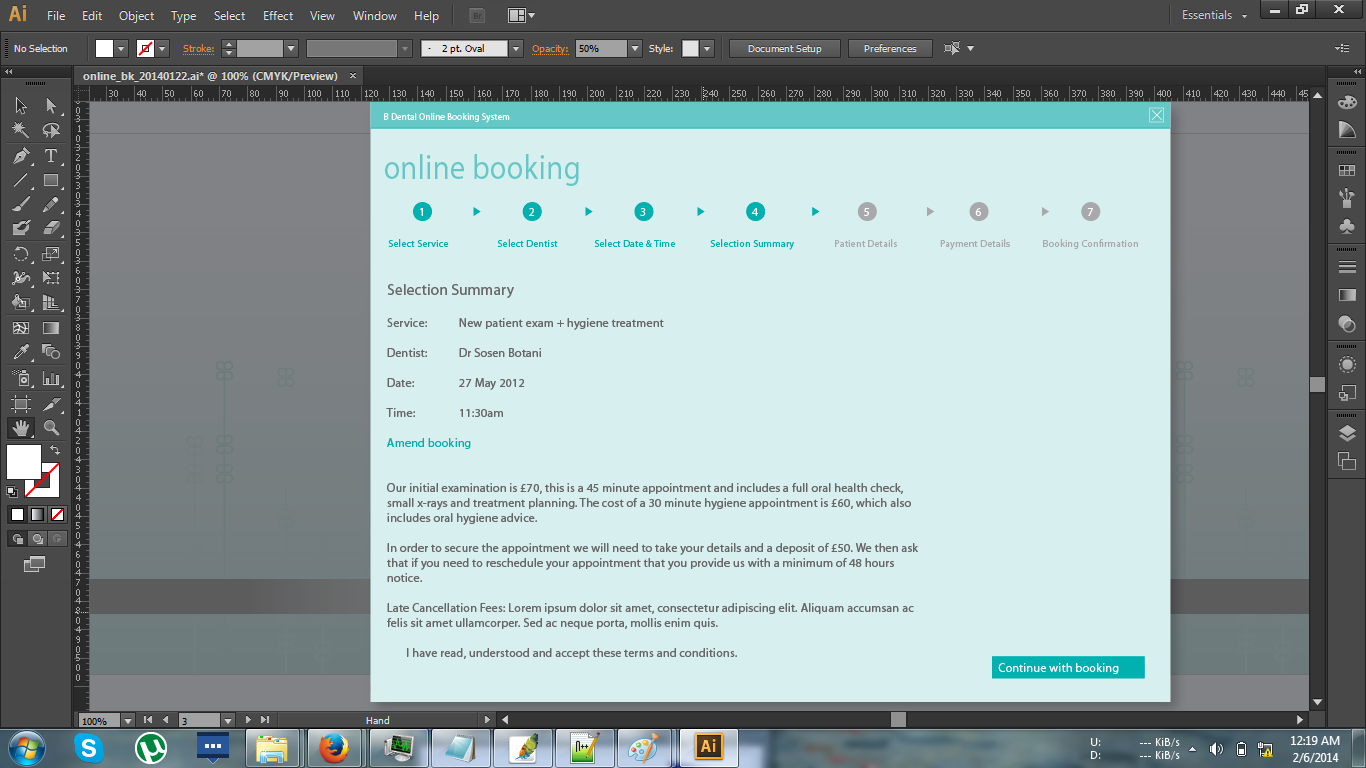 Ai File Edit Object Type Select Effect View Window Help Br Essentials
No Selection Stroke: 2 pt. Oval Opacity: 50% Style: Document Setup Preferences
online_bk_20140122.ai* @ 100% (CMYK/Preview) ×
30 40 50 60 70 80 90 100 110 120 130 140 150 160 170 180 190 200 210 220 230 240 250 260 270 280 290 300 310 320 330 340 350 360 370 380 390 400 410 420 430 440 45
B Dental Online Booking System
online booking
1 2 3 4 5 6 7
Select Service Select Dentist Select Date & Time Selection Summary Patient Details Payment Details Booking Confirmation
Selection Summary
Service: New patient exam + hygiene treatment
Dentist: Dr Sosen Botani
Date: 27 May 2012
Time: 11:30am
Amend booking
Our initial examination is £70, this is a 45 minute appointment and includes a full oral health check,
small x-rays and treatment planning. The cost of a 30 minute hygiene appointment is £60, which also
includes oral hygiene advice.
In order to secure the appointment we will need to take your details and a deposit of £50. We then ask
that if you need to reschedule your appointment that you provide us with a minimum of 48 hours
notice.
Late Cancellation Fees: Lorem ipsum dolor sit amet, consectetur adipiscing elit. Aliquam accumsan ac
felis sit amet ullamcorper. Sed ac neque porta, mollis enim quis.
I have read, understood and accept these terms and conditions.
Continue with booking
100% 3 Hand
U: --- KiB/s
D: --- KiB/s
12:19 AM
2/6/2014